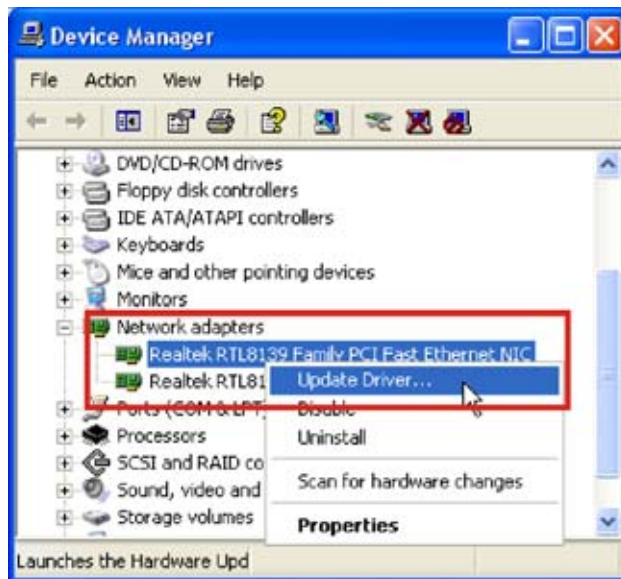 Device Manager
File Action View Help
DVD/CD-ROM drives
Floppy disk controllers
IDE ATA/ATAPI controllers
Keyboards
Mice and other pointing devices
Monitors
Network adapters
Realtek RTL8139 Family PCI Fast Ethernet NIC
Realtek RTL81
Update Driver...
Ports (COM & LPT)
Disable
Processors
Uninstall
SCSI and RAID co
Scan for hardware changes
Sound, video and
Storage volumes
Properties
Launches the Hardware Upd